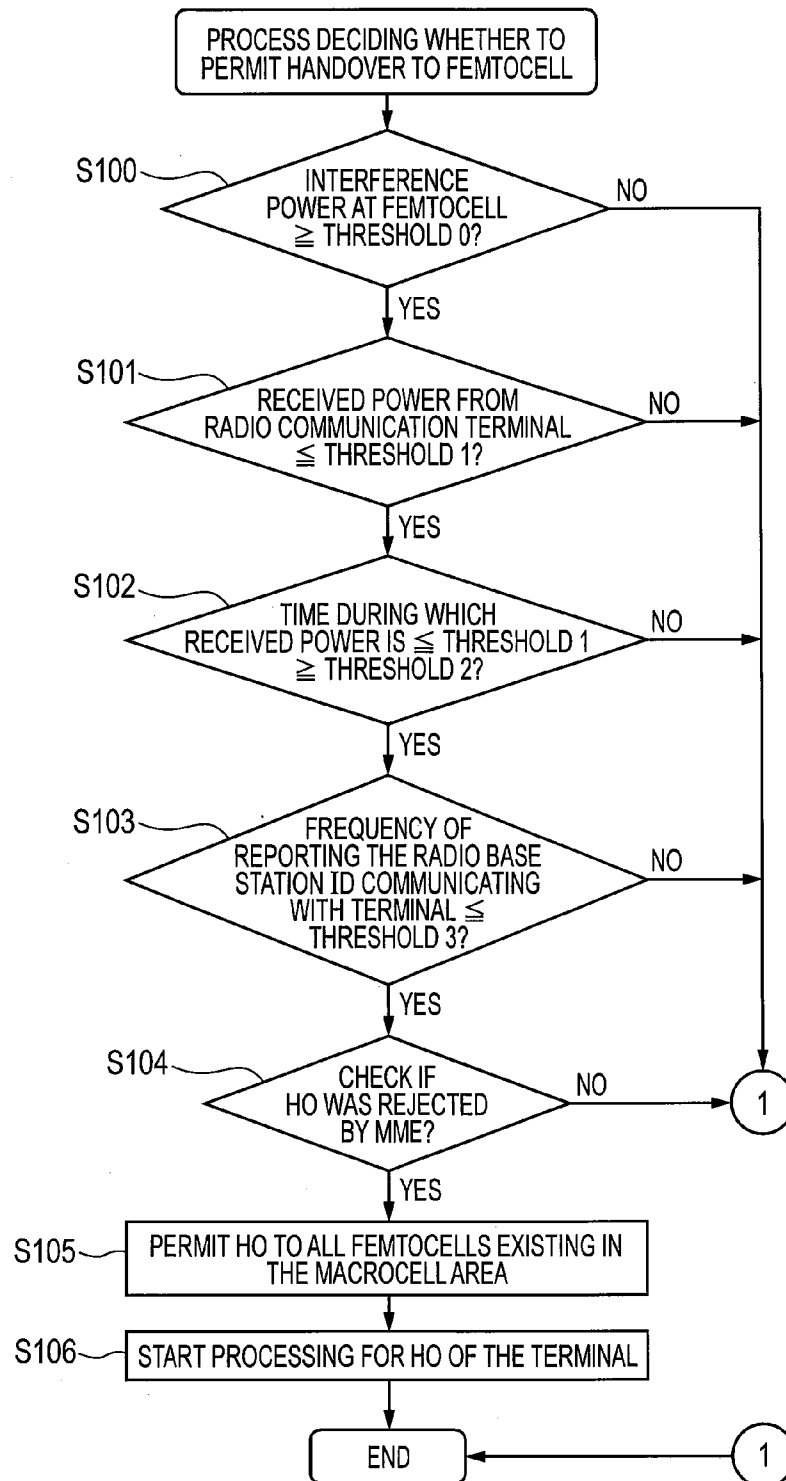 PROCESS DECIDING WHETHER TO
PERMIT HANDOVER TO FEMTOCELL
S100
INTERFERENCE
POWER AT FEMTOCELL
≧ THRESHOLD 0?
NO
YES
S101
RECEIVED POWER FROM
RADIO COMMUNICATION TERMINAL
≦ THRESHOLD 1?
NO
YES
S102
TIME DURING WHICH
RECEIVED POWER IS ≦ THRESHOLD 1
≧ THRESHOLD 2?
NO
YES
S103
FREQUENCY OF
REPORTING THE RADIO BASE
STATION ID COMMUNICATING
WITH TERMINAL ≦
THRESHOLD 3?
NO
YES
S104
CHECK IF
HO WAS REJECTED
BY MME?
NO
1
YES
S105
PERMIT HO TO ALL FEMTOCELLS EXISTING IN
THE MACROCELL AREA
S106
START PROCESSING FOR HO OF THE TERMINAL
END
1